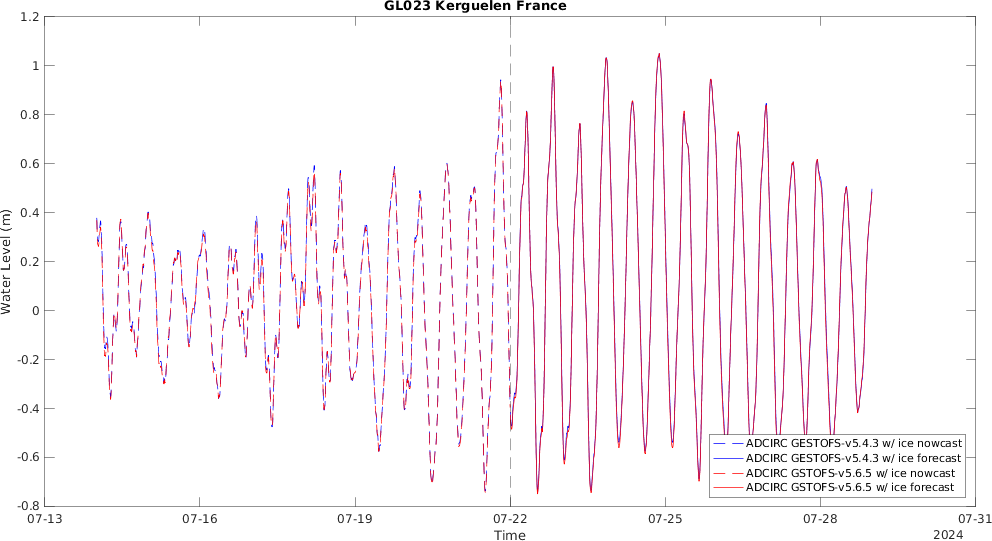 GL023 Kerguelen France
1.2
1
0.8
0.6
0.4
0.2
0
-0.2
-0.4
-0.6
-0.8
Water Level (m)
ADCIRC GESTOFS-v5.4.3 w/ ice nowcast
ADCIRC GESTOFS-v5.4.3 w/ ice forecast
ADCIRC GSTOFS-v5.6.5 w/ ice nowcast
ADCIRC GSTOFS-v5.6.5 w/ ice forecast
07-13 07-16 07-19 07-22 07-25 07-28 07-31
Time
2024